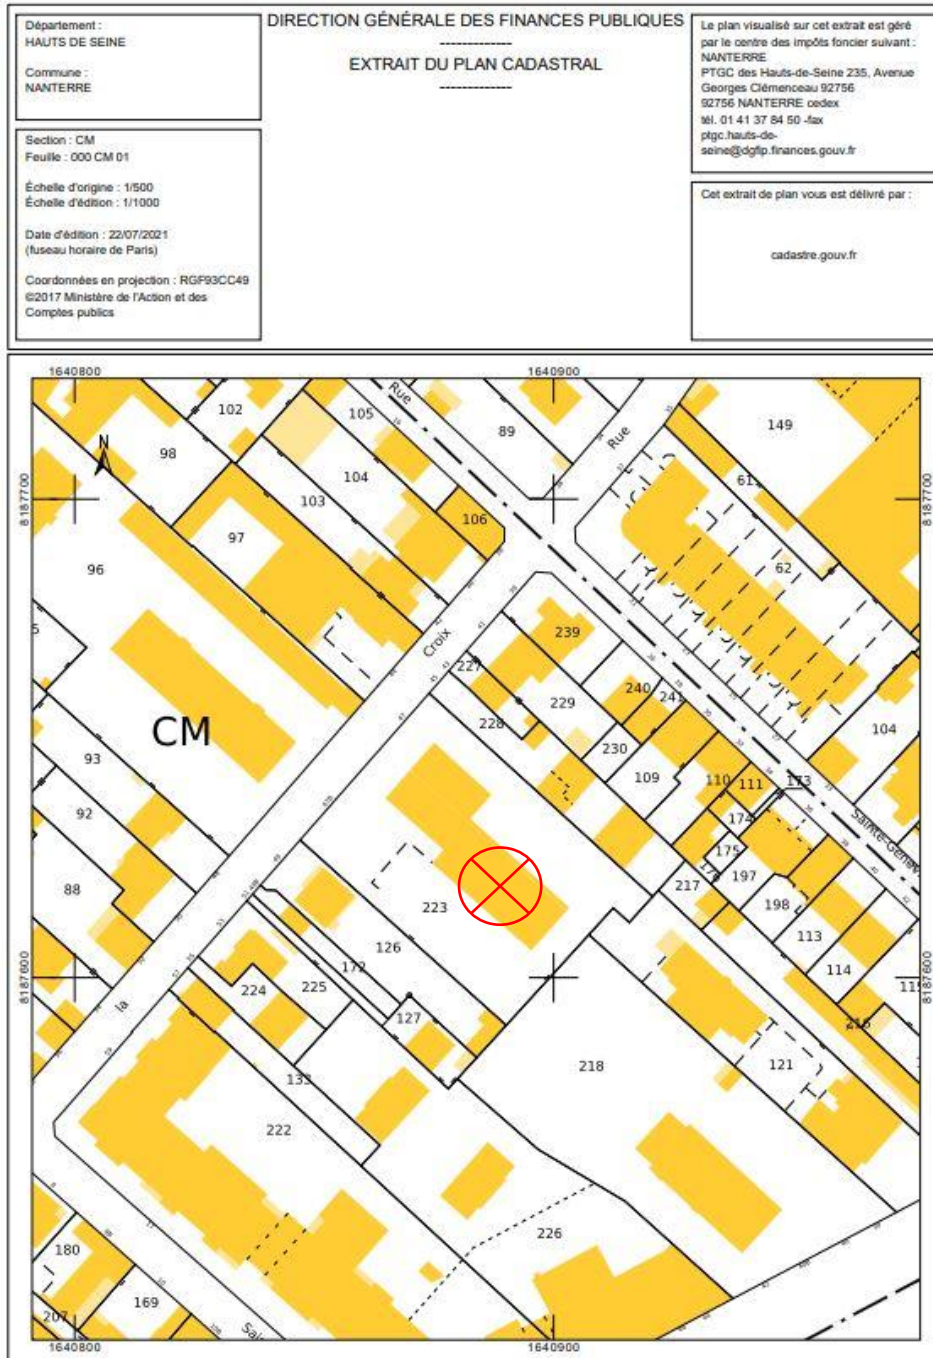 Département :
HAUTS DE SEINE
Commune :
NANTERRE
Section : CM
Feuille : 000 CM 01
Échelle d'origine : 1/500
Échelle d'édition : 1/1000
Date d'édition : 22/07/2021
(fuseau horaire de Paris)
Coordonnées en projection : RGF93CC49
©2017 Ministère de l'Action et des
Comptes publics
DIRECTION GÉNÉRALE DES FINANCES PUBLIQUES
-------------
EXTRAIT DU PLAN CADASTRAL
-------------
Le plan visualisé sur cet extrait est géré
par le centre des impôts foncier suivant :
NANTERRE
PTGC des Hauts-de-Seine 235, Avenue
Georges Clémenceau 92756
92756 NANTERRE cedex
tél. 01 41 37 84 50 -fax
ptgc.hauts-de-
seine@dgfip.finances.gouv.fr
Cet extrait de plan vous est délivré par :
cadastre.gouv.fr
1640800
1640900
Rue
102
105
89
Rue
149
98
104
61
8187700
103
106
8187700
97
62
96
Croix
239
227
240
241
229
228
104
CM
230
93
109
110
111
173
92
174
Sainte-Genev
175
176
88
217
197
223
198
126
113
172
114
8187600
224
225
115
8187600
la
127
216
218
121
133
222
226
180
169
207
Sai
1640800
1640900